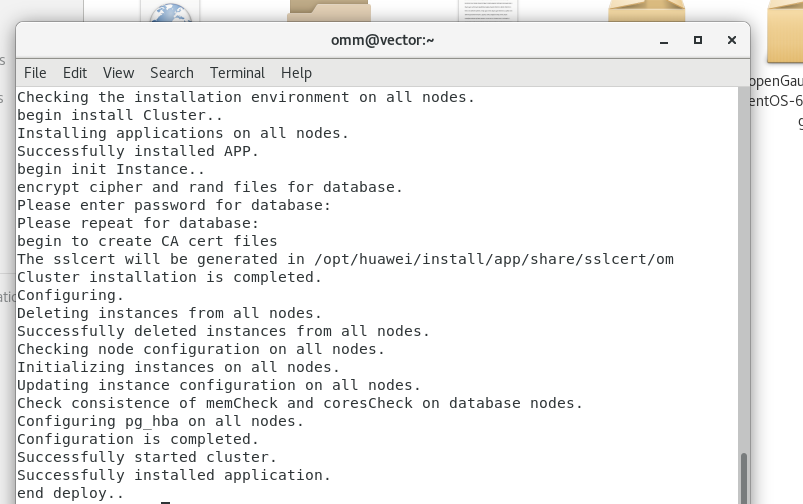 omm@vector:~
File Edit View Search Terminal Help
Checking the installation environment on all nodes.
begin install Cluster..
Installing applications on all nodes.
Successfully installed APP.
begin init Instance..
encrypt cipher and rand files for database.
Please enter password for database:
Please repeat for database:
begin to create CA cert files
The sslcert will be generated in /opt/huawei/install/app/share/sslcert/om
Cluster installation is completed.
Configuring.
Deleting instances from all nodes.
Successfully deleted instances from all nodes.
Checking node configuration on all nodes.
Initializing instances on all nodes.
Updating instance configuration on all nodes.
Check consistence of memCheck and coresCheck on database nodes.
Configuring pg_hba on all nodes.
Configuration is completed.
Successfully started cluster.
Successfully installed application.
end deploy..
openGau
entOS-6